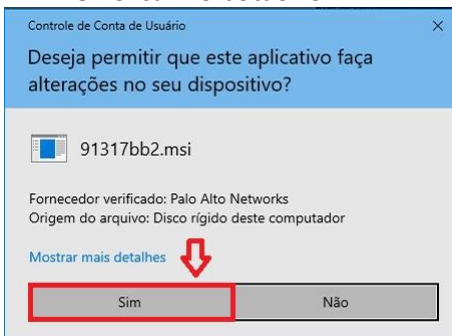 Controle de Conta de Usuário
Deseja permitir que este aplicativo faça
alterações no seu dispositivo?
91317bb2.msi
Fornecedor verificado: Palo Alto Networks
Origem do arquivo: Disco rígido deste computador
Mostrar mais detalhes
Sim
Não